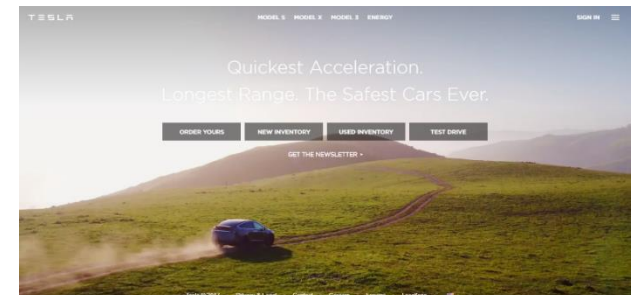 TESLA
MODEL S MODEL X MODEL 3 ENERGY
SIGN IN
Quickest Acceleration.
Longest Range. The Safest Cars Ever.
ORDER YOURS NEW INVENTORY USED INVENTORY TEST DRIVE
GET THE NEWSLETTER